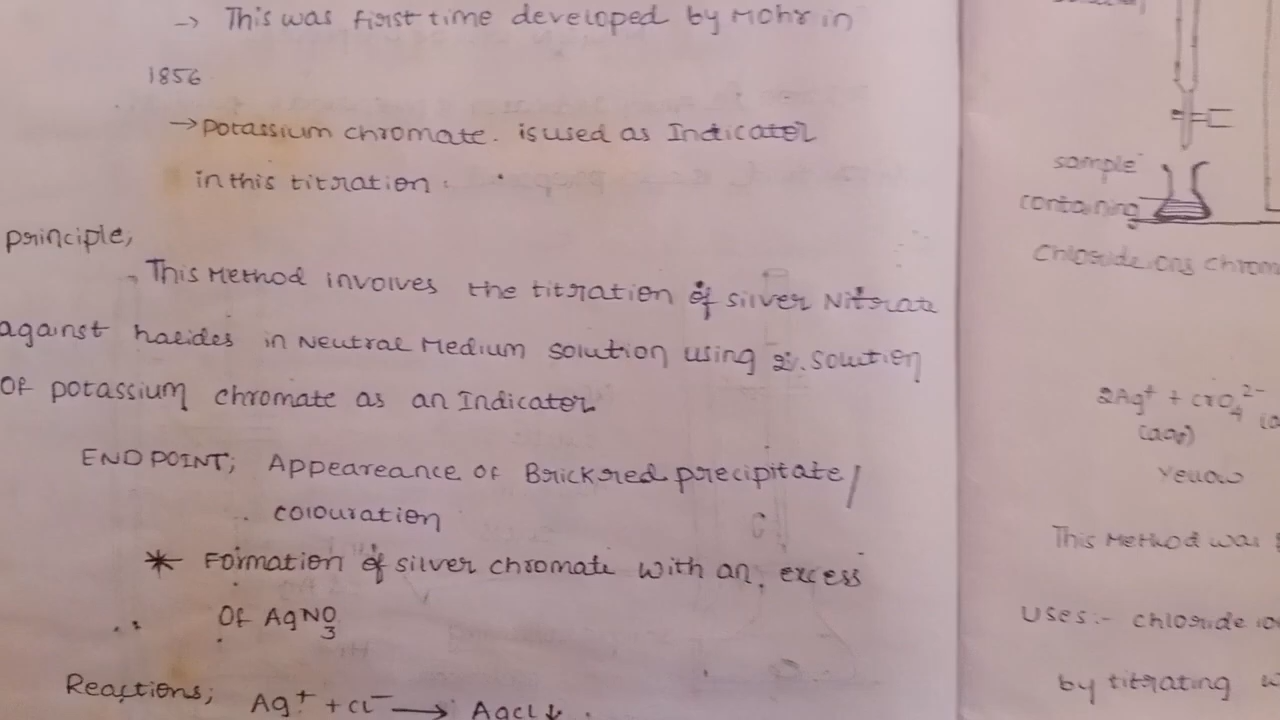 → This was first time developed by Mohr in
1856
→ potassium chromate. is used as Indicator
in this titration.
principle;
This Method involves the titration of silver Nitrate
against halides in Neutral Medium solution using 2%. solution
Of potassium chromate as an Indicator
END POINT; Appeareance of Brickred precipitate/
colouration
* Formation of silver chromate with an excess
Of AgNO3
Reactions; Ag+ + Cl- → AgCl↓
sample
containing
Chloride ions chrom
2Ag+ + CrO4 2-
(aq)
Yellow
This Method was
Uses:- chloride io
by titrating w